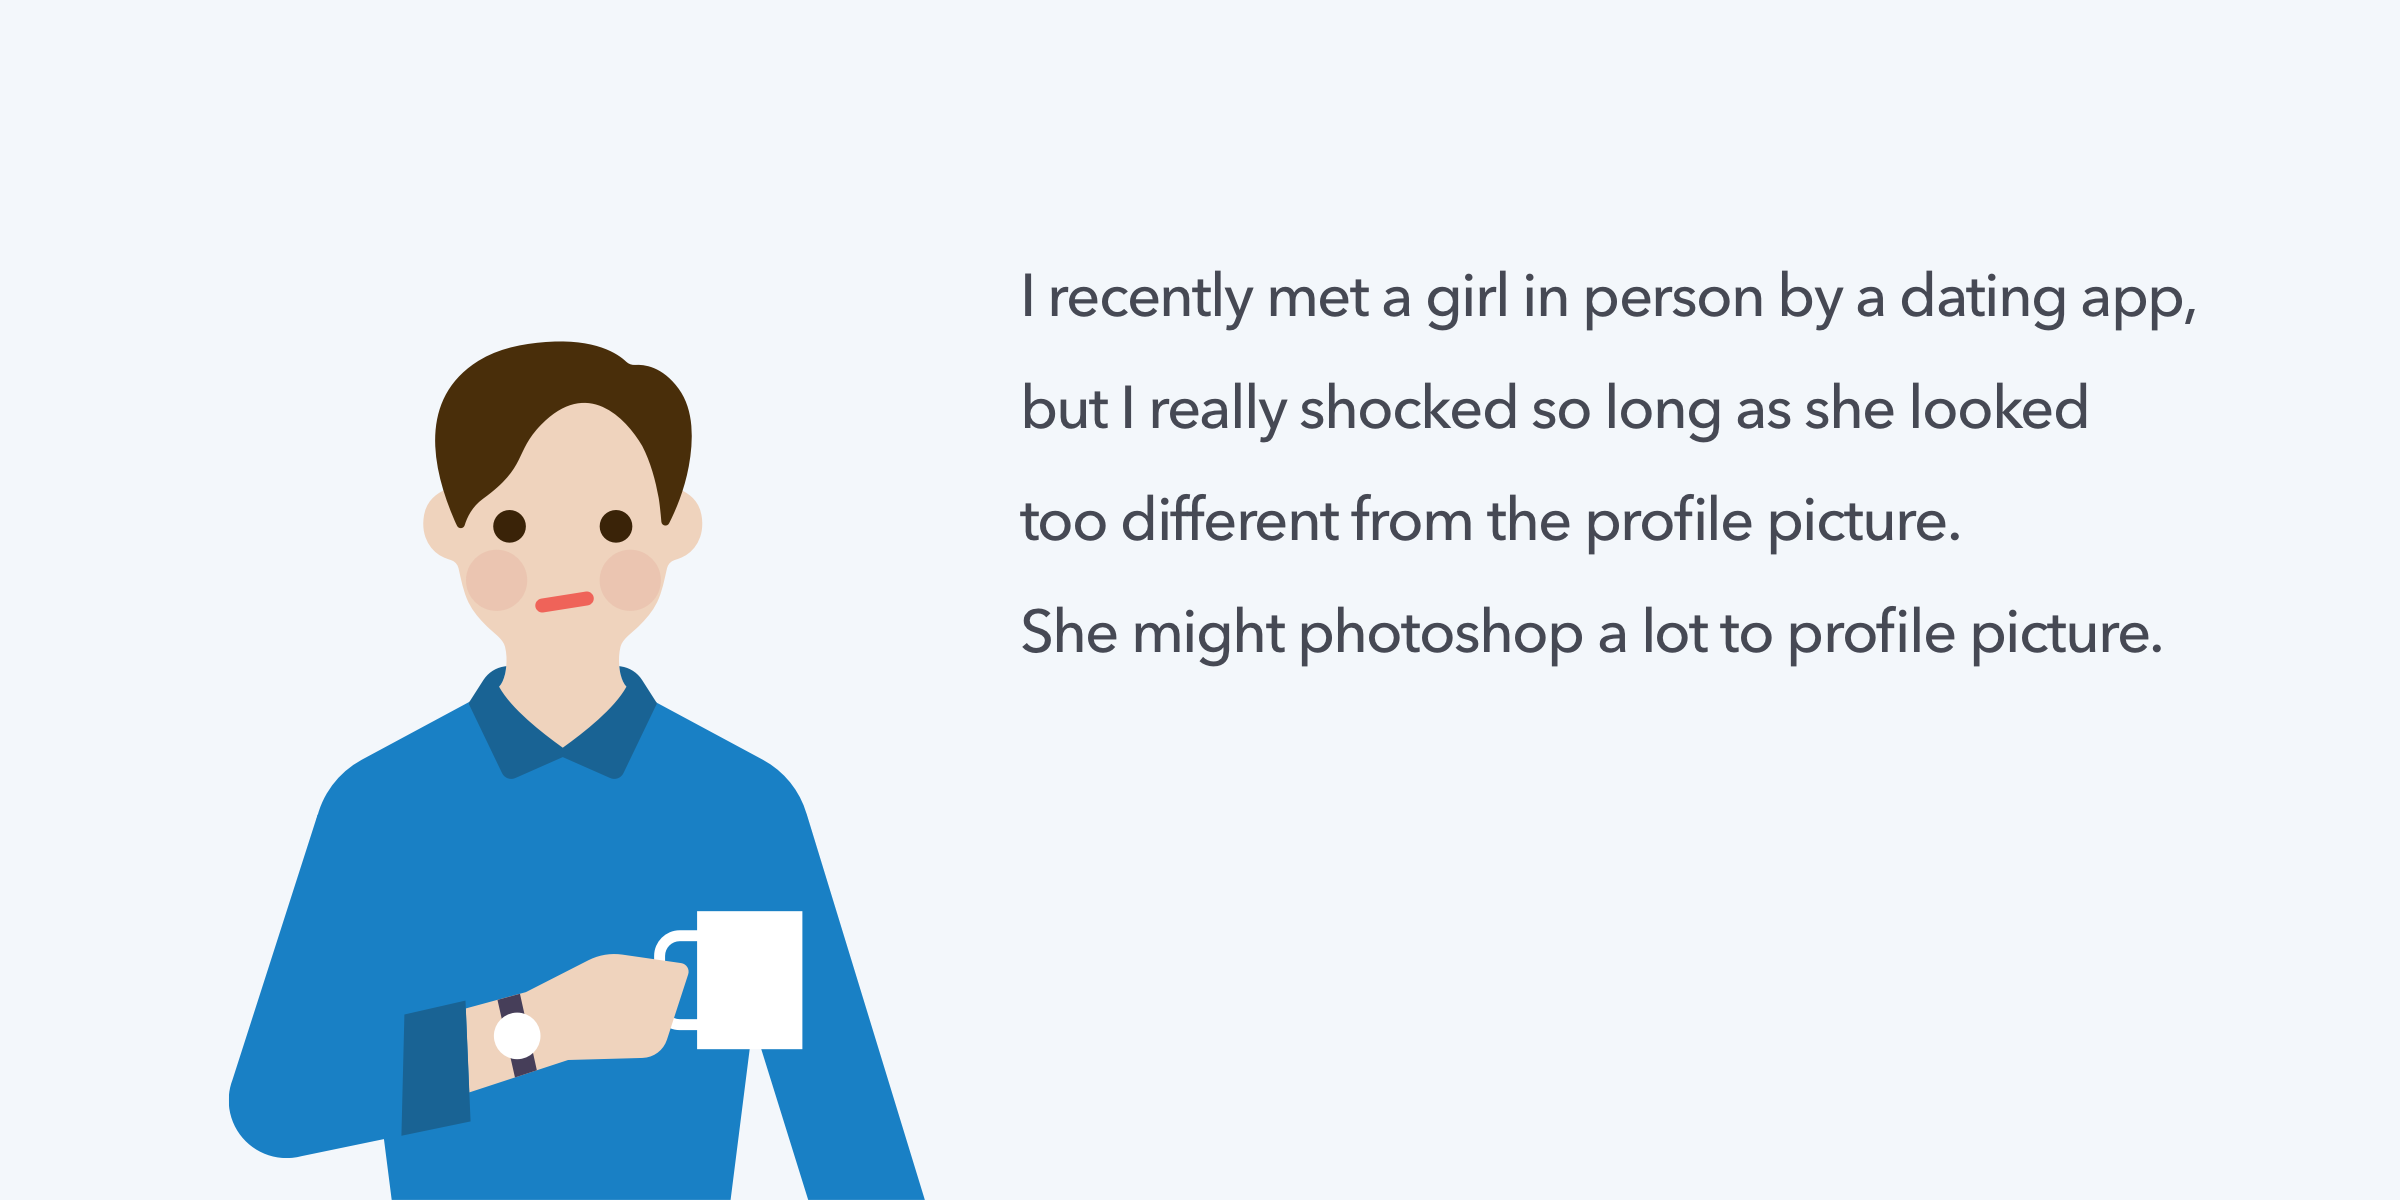 I recently met a girl in person by a dating app,
but I really shocked so long as she looked
too different from the profile picture.
She might photoshop a lot to profile picture.